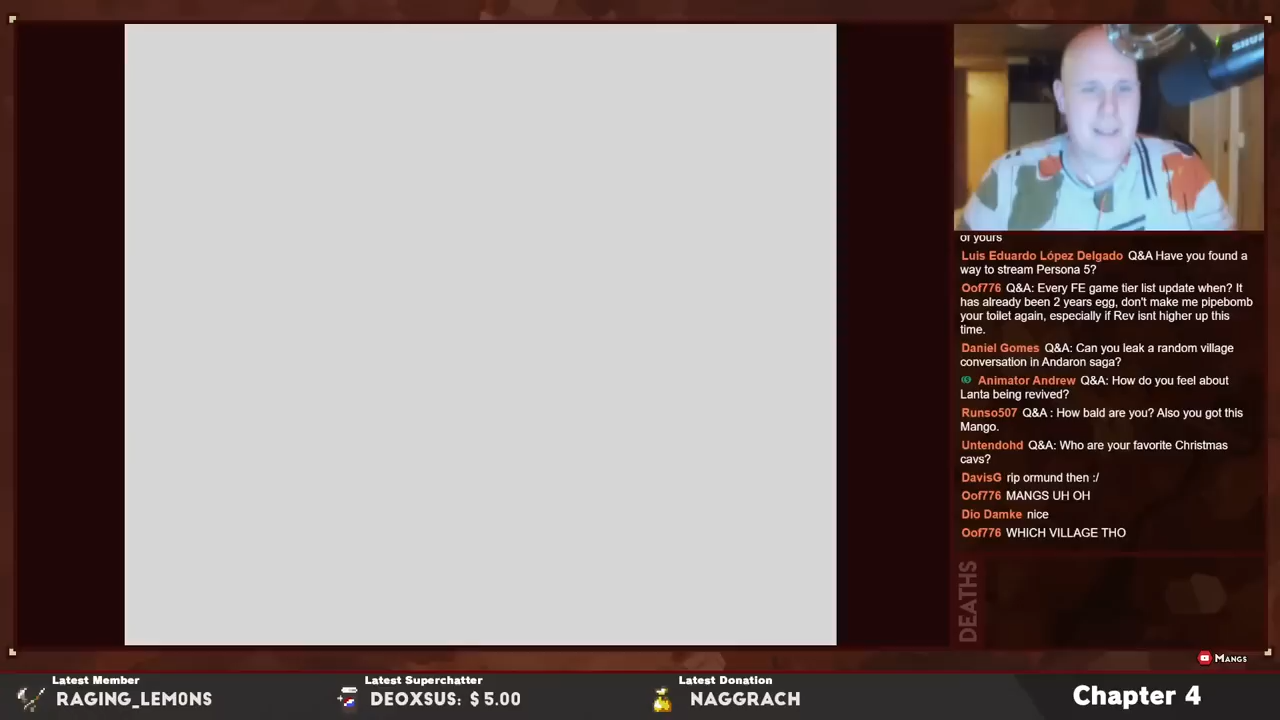 SHURE
of yours
Luis Eduardo López Delgado Q&A Have you found a
way to stream Persona 5?
Oof776 Q&A: Every FE game tier list update when? It
has already been 2 years egg, don't make me pipebomb
your toilet again, especially if Rev isnt higher up this
time.
Daniel Gomes Q&A: Can you leak a random village
conversation in Andaron saga?
Animator Andrew Q&A: How do you feel about
Lanta being revived?
Runso507 Q&A : How bald are you? Also you got this
Mango.
Untendohd Q&A: Who are your favorite Christmas
cavs?
DavisG rip ormund then :/
Oof776 MANGS UH OH
Dio Damke nice
Oof776 WHICH VILLAGE THO
DEATHS
MANGS
Latest Member
RAGING_LEM0NS
Latest Superchatter
DEOXSUS: $ 5.00
Latest Donation
NAGGRACH
Chapter 4